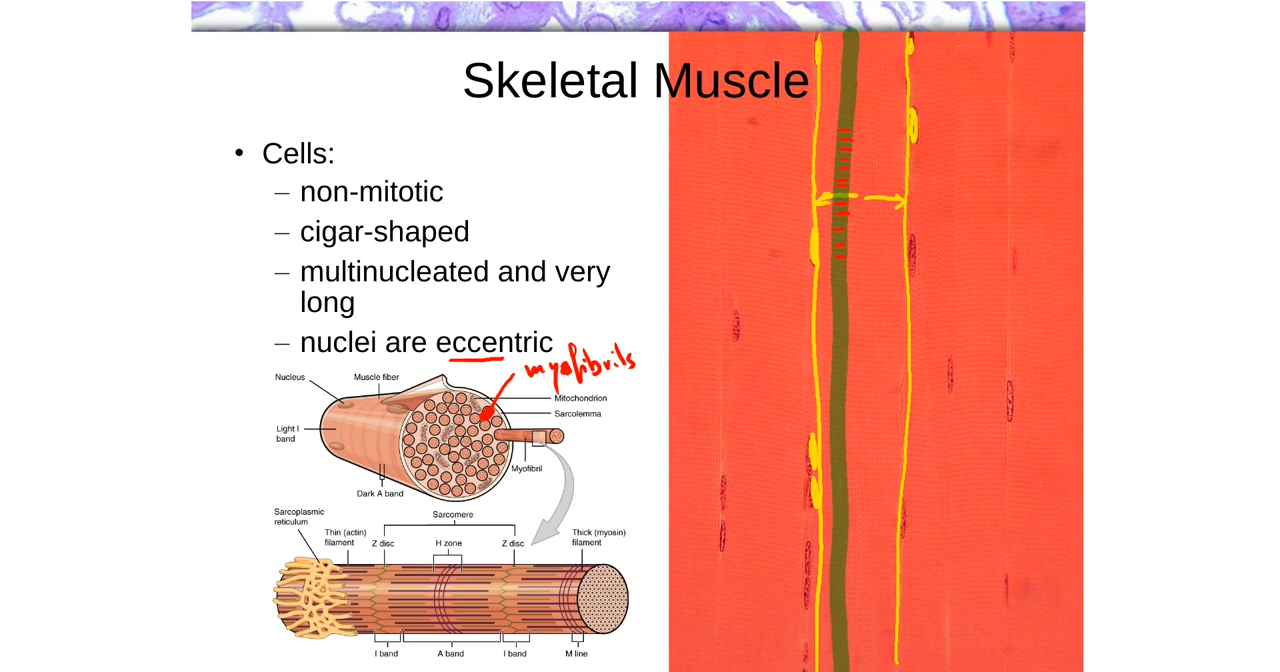 Skeletal Muscle
• Cells:
– non-mitotic
– cigar-shaped
– multinucleated and very
long
– nuclei are eccentric
myofibrils
Nucleus
Muscle fiber
Mitochondrion
Sarcolemma
Light I
band
Myofibril
Dark A band
Sarcoplasmic
reticulum
Sarcomere
Thin (actin)
filament
Z disc
H zone
Z disc
Thick (myosin)
filament
I band
A band
I band
M line